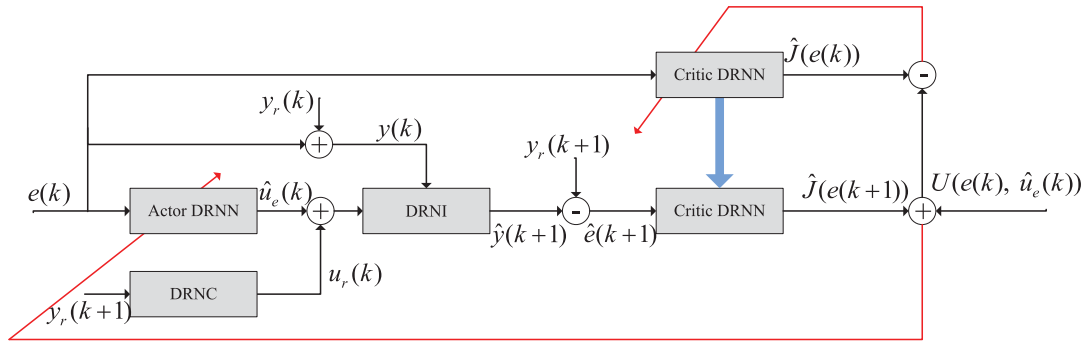 Critic DRNN
Ĵ(e(k))
-
y_r(k)
+
y(k)
y_r(k+1)
e(k)
Actor DRNN
û_e(k)
+
DRNI
ŷ(k+1)
-
ê(k+1)
Critic DRNN
Ĵ(e(k+1))
+
U(e(k), û_e(k))
DRNC
u_r(k)
y_r(k+1)